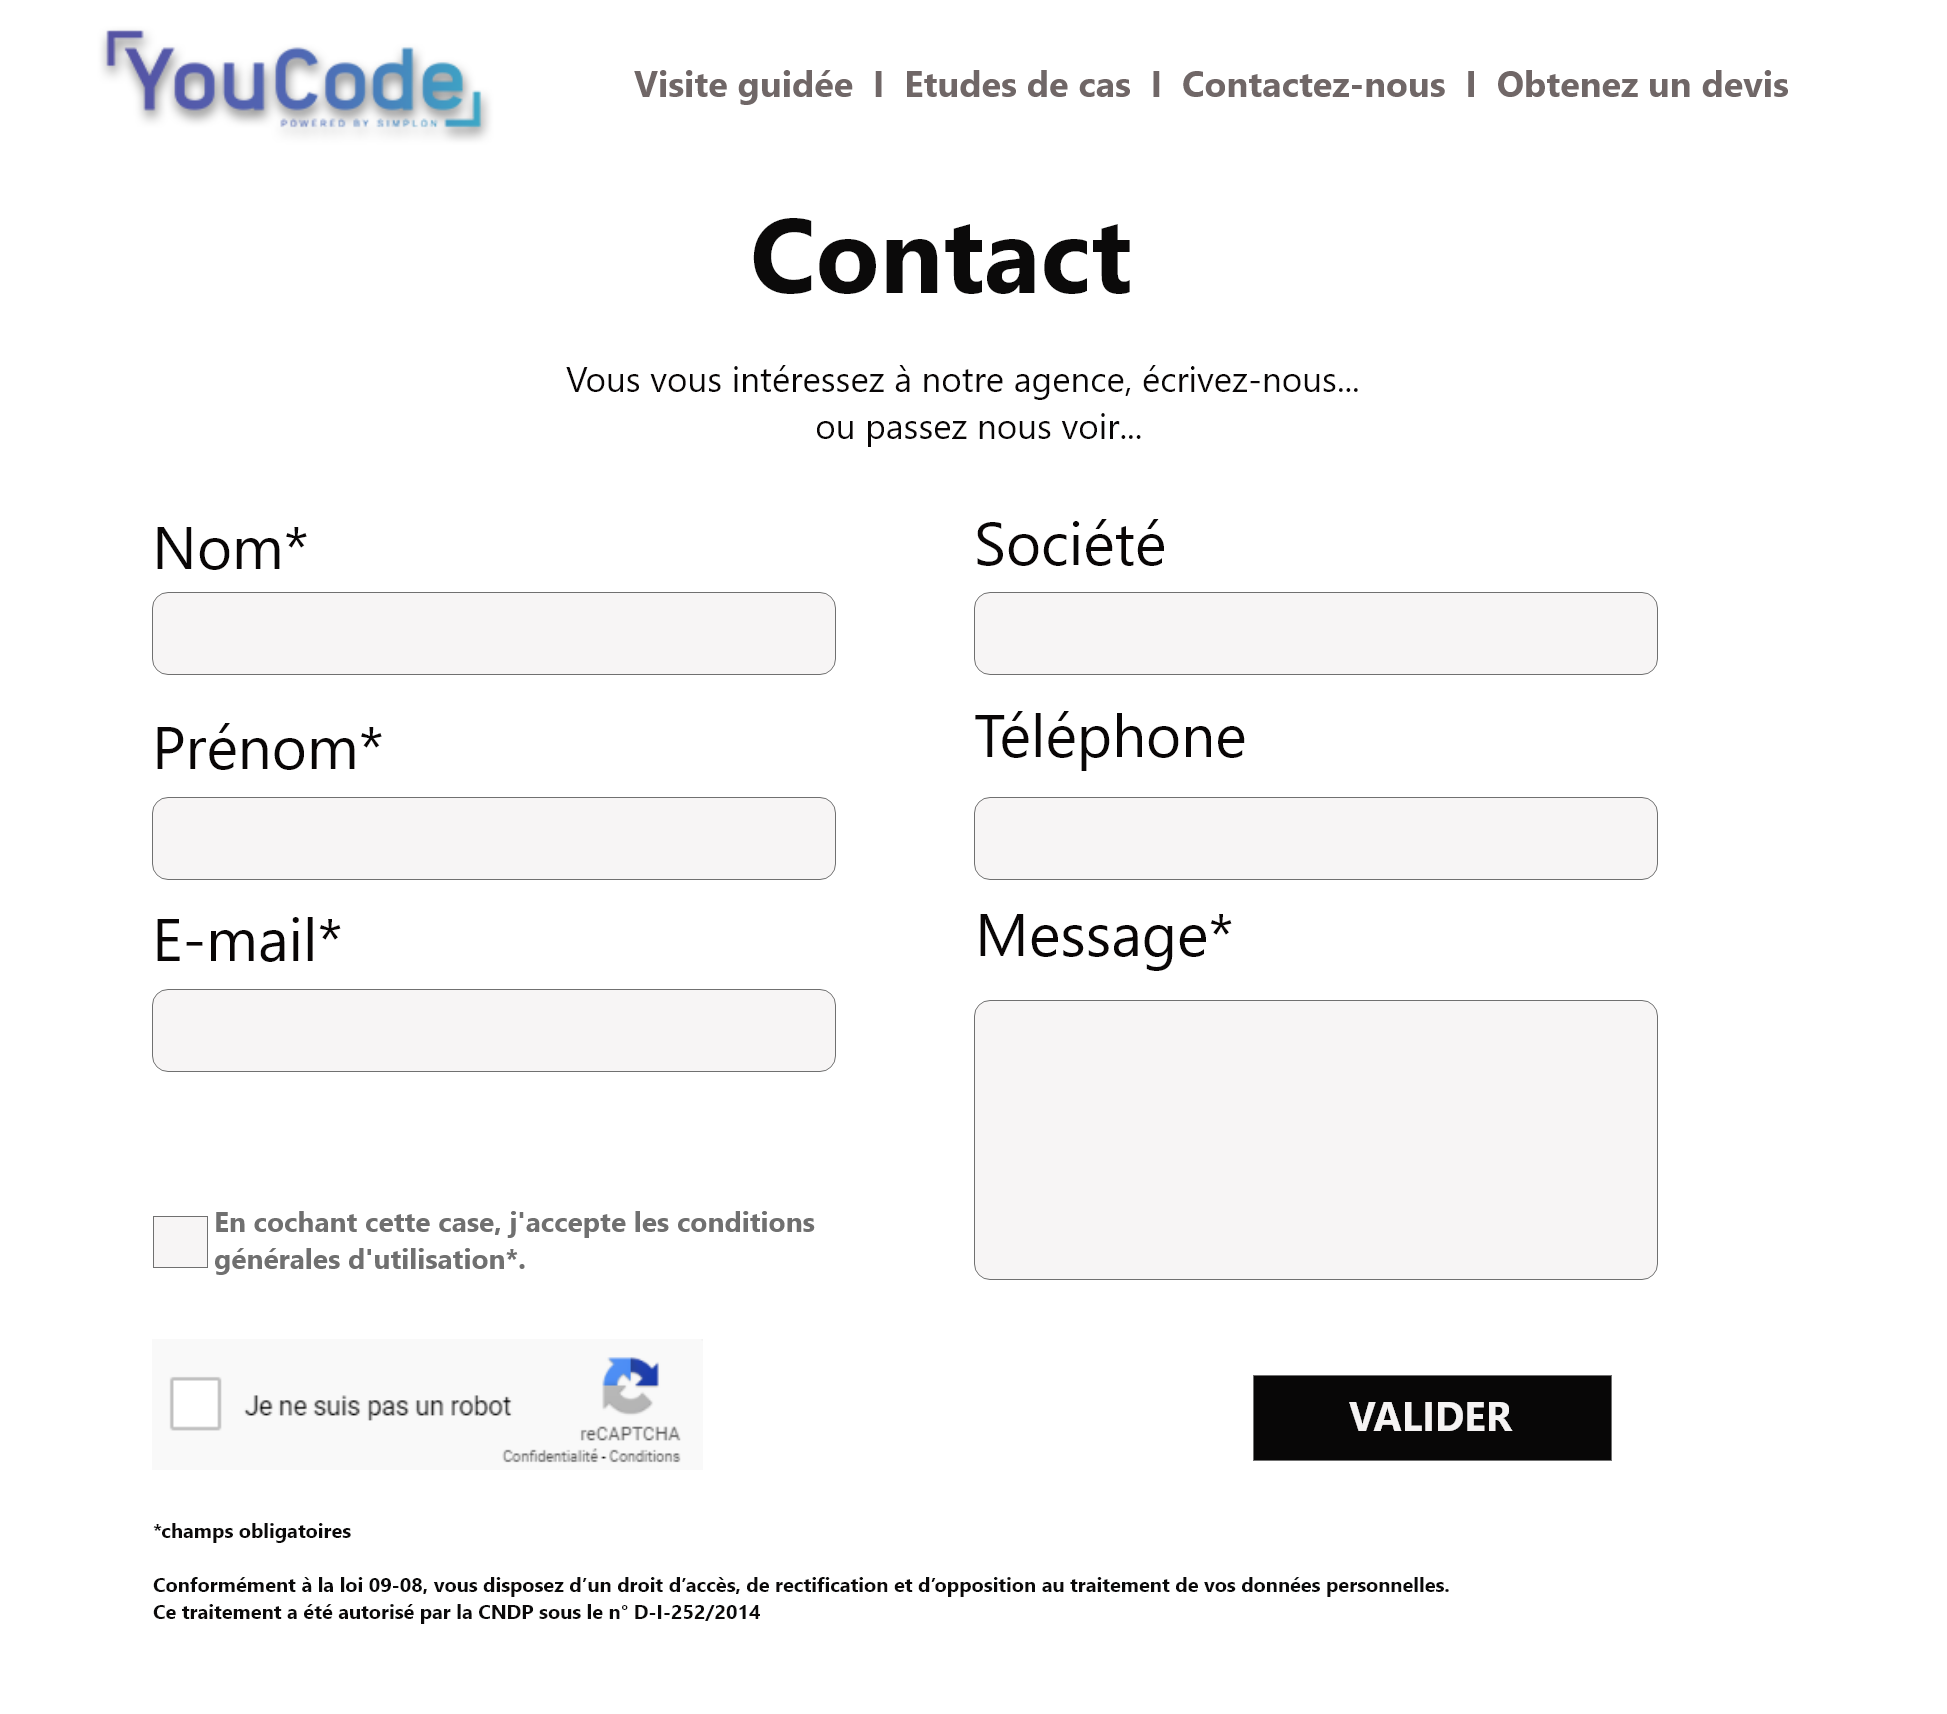 YouCode
POWERED BY SIMPLON
Visite guidée I Etudes de cas I Contactez-nous I Obtenez un devis
Contact
Vous vous intéressez à notre agence, écrivez-nous...
ou passez nous voir...
Nom*
Société
Prénom*
Téléphone
E-mail*
Message*
En cochant cette case, j'accepte les conditions
générales d'utilisation*.
Je ne suis pas un robot
reCAPTCHA
Confidentialité - Conditions
VALIDER
*champs obligatoires
Conformément à la loi 09-08, vous disposez d’un droit d’accès, de rectification et d’opposition au traitement de vos données personnelles.
Ce traitement a été autorisé par la CNDP sous le n° D-I-252/2014